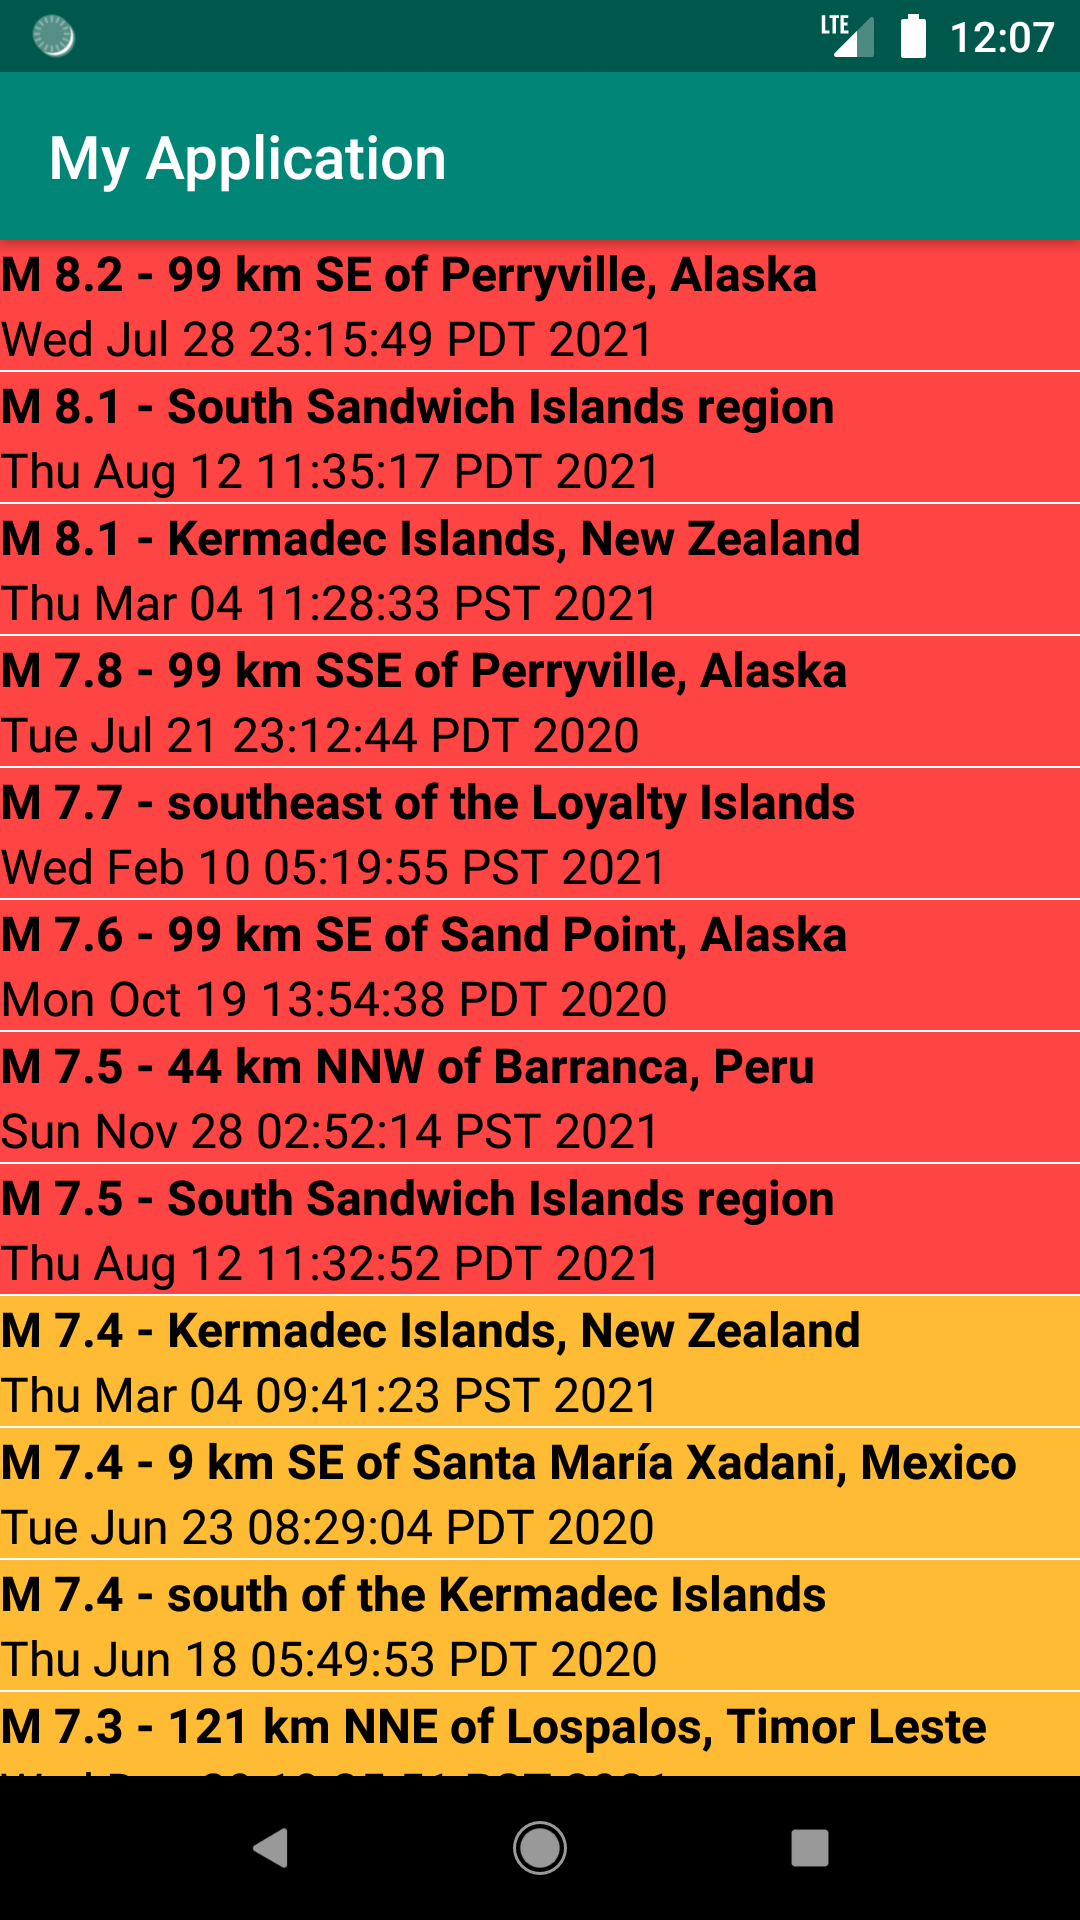 LTE 12:07
My Application
M 8.2 - 99 km SE of Perryville, Alaska
Wed Jul 28 23:15:49 PDT 2021
M 8.1 - South Sandwich Islands region
Thu Aug 12 11:35:17 PDT 2021
M 8.1 - Kermadec Islands, New Zealand
Thu Mar 04 11:28:33 PST 2021
M 7.8 - 99 km SSE of Perryville, Alaska
Tue Jul 21 23:12:44 PDT 2020
M 7.7 - southeast of the Loyalty Islands
Wed Feb 10 05:19:55 PST 2021
M 7.6 - 99 km SE of Sand Point, Alaska
Mon Oct 19 13:54:38 PDT 2020
M 7.5 - 44 km NNW of Barranca, Peru
Sun Nov 28 02:52:14 PST 2021
M 7.5 - South Sandwich Islands region
Thu Aug 12 11:32:52 PDT 2021
M 7.4 - Kermadec Islands, New Zealand
Thu Mar 04 09:41:23 PST 2021
M 7.4 - 9 km SE of Santa María Xadani, Mexico
Tue Jun 23 08:29:04 PDT 2020
M 7.4 - south of the Kermadec Islands
Thu Jun 18 05:49:53 PDT 2020
M 7.3 - 121 km NNE of Lospalos, Timor Leste